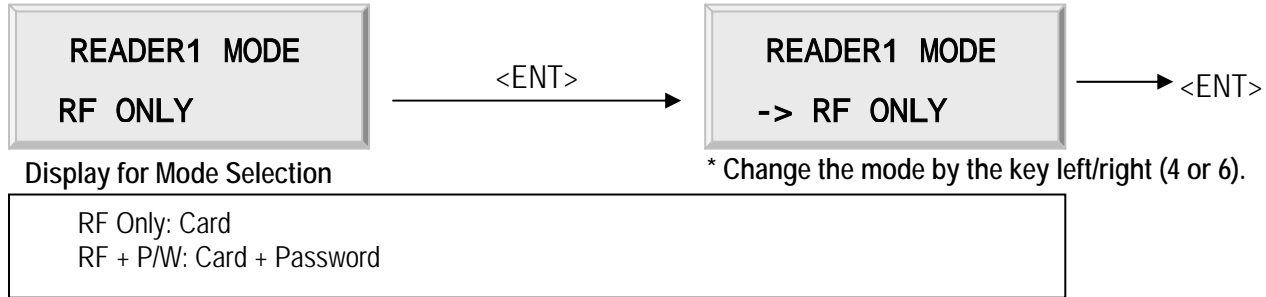 READER1 MODE
RF ONLY
<ENT>
READER1 MODE
-> RF ONLY
<ENT>
Display for Mode Selection
* Change the mode by the key left/right (4 or 6).
RF Only: Card
RF + P/W: Card + Password